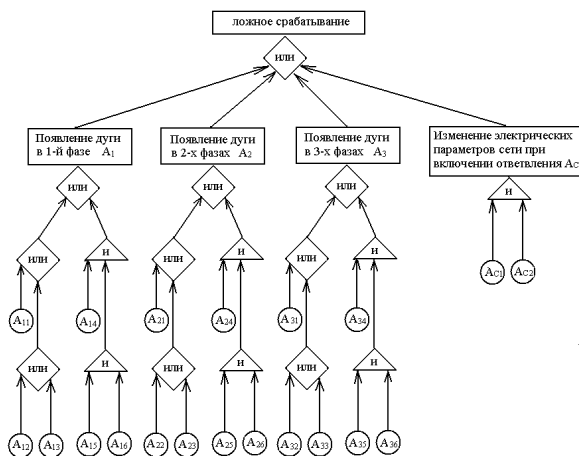 ложное срабатывание
или
Появление дуги
в 1-й фазе A1
Появление дуги
в 2-х фазах A2
Появление дуги
в 3-х фазах A3
Изменение электрических
параметров сети при
включении ответвления AC
или
или
или
и
AC1
AC2
или
и
или
и
или
и
A11
A14
A21
A24
A31
A34
или
и
или
и
или
и
A12
A13
A15
A16
A22
A23
A25
A26
A32
A33
A35
A36